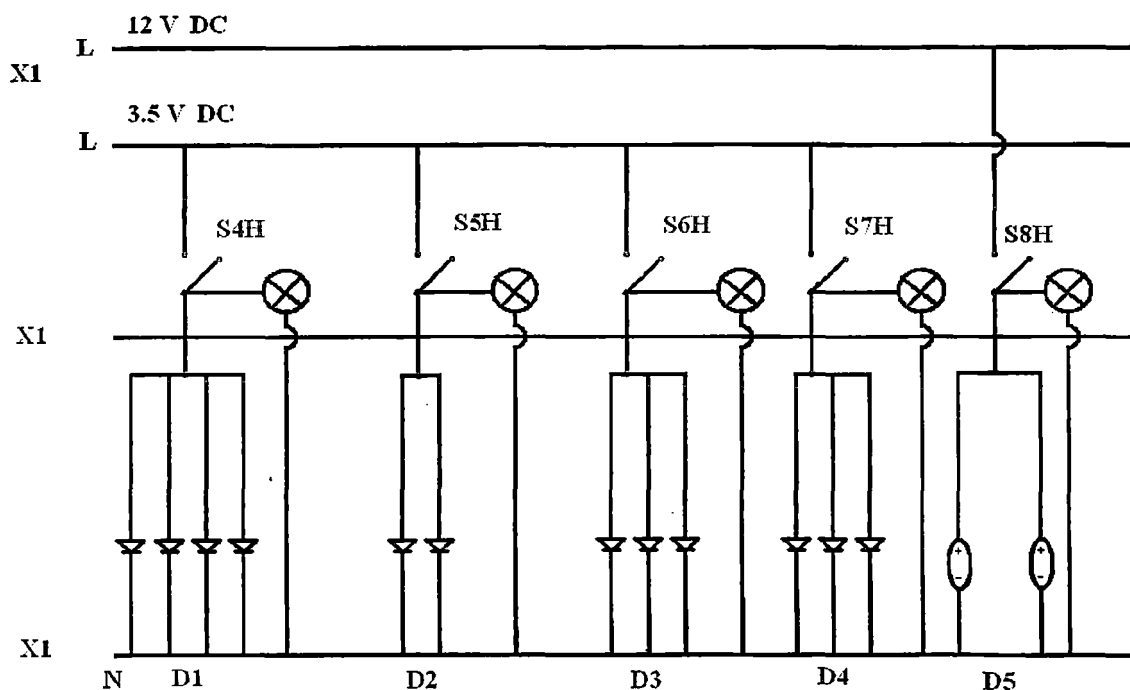 12 V DC
L
X1
3.5 V DC
L
S4H S5H S6H S7H S8H
X1
+ +
- -
X1
N D1 D2 D3 D4 D5